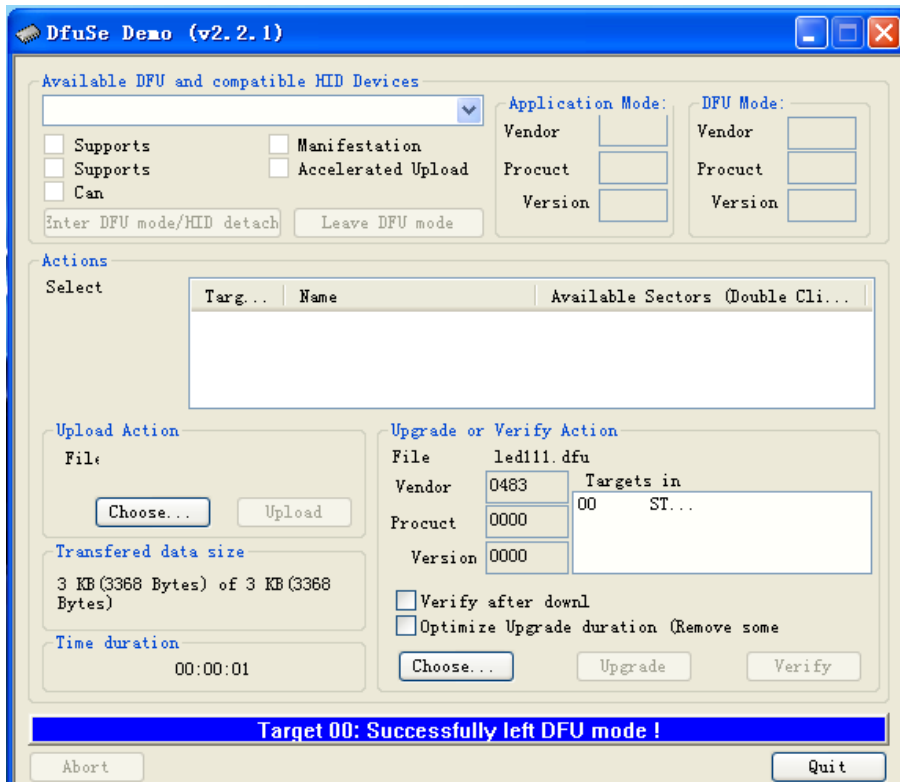 DfuSe Demo (v2.2.1)
Available DFU and compatible HID Devices
Supports
Supports
Can
Manifestation
Accelerated Upload
Enter DFU mode/HID detach
Leave DFU mode
Application Mode:
Vendor
Procuct
Version
DFU Mode:
Vendor
Procuct
Version
Actions
Select
Targ... Name Available Sectors (Double Cli...
Upload Action
File
Choose... Upload
Transfered data size
3 KB(3368 Bytes) of 3 KB(3368
Bytes)
Time duration
00:00:01
Upgrade or Verify Action
File led111.dfu
Vendor 0483
Procuct 0000
Version 0000
Targets in
00 ST...
Verify after downl
Optimize Upgrade duration (Remove some
Choose... Upgrade Verify
Target 00: Successfully left DFU mode !
Abort Quit